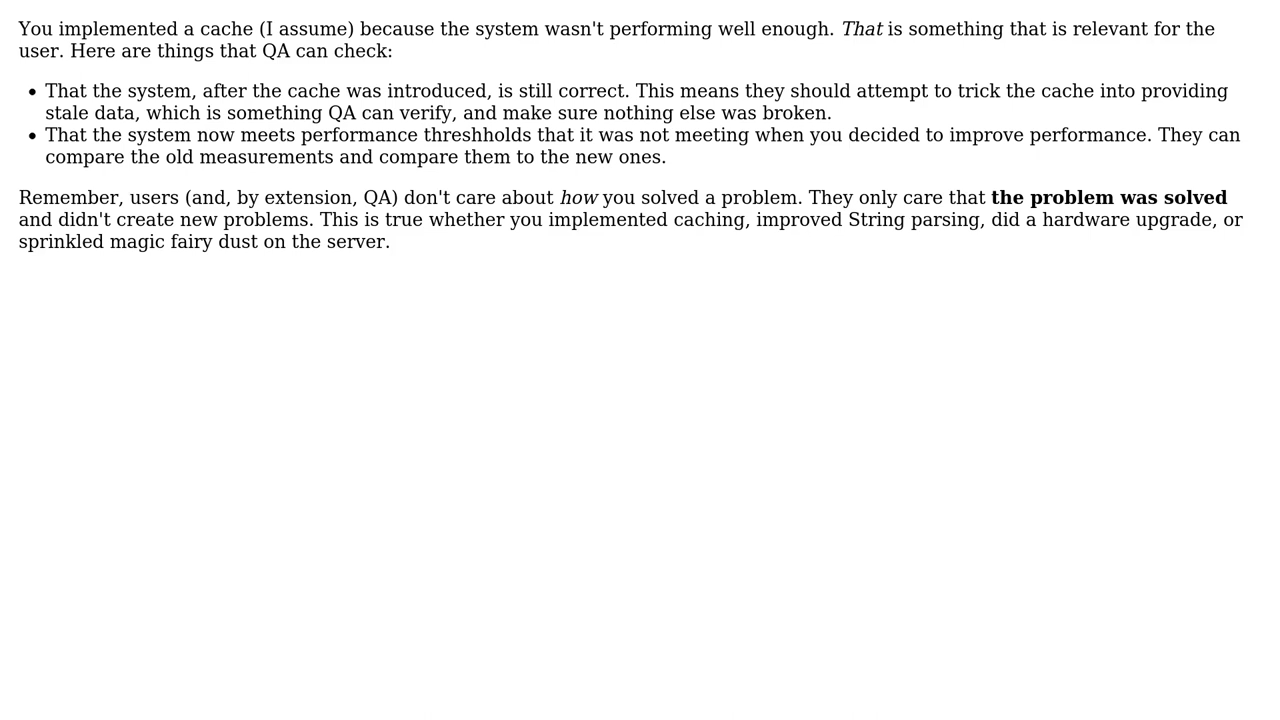 You implemented a cache (I assume) because the system wasn't performing well enough. That is something that is relevant for the
user. Here are things that QA can check:
• That the system, after the cache was introduced, is still correct. This means they should attempt to trick the cache into providing
stale data, which is something QA can verify, and make sure nothing else was broken.
• That the system now meets performance threshholds that it was not meeting when you decided to improve performance. They can
compare the old measurements and compare them to the new ones.
Remember, users (and, by extension, QA) don't care about how you solved a problem. They only care that the problem was solved
and didn't create new problems. This is true whether you implemented caching, improved String parsing, did a hardware upgrade, or
sprinkled magic fairy dust on the server.